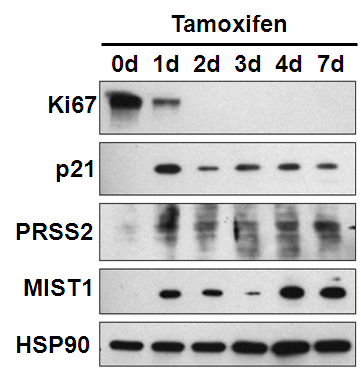 Tamoxifen
0d 1d 2d 3d 4d 7d
Ki67
p21
PRSS2
MIST1
HSP90